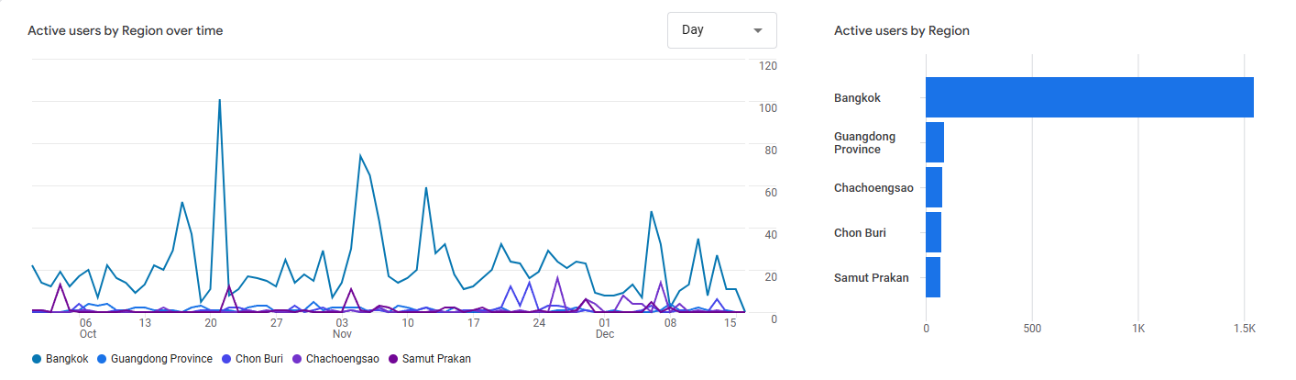 Active users by Region over time
Day
120
100
80
60
40
20
0
06
Oct
13
20
27
03
Nov
10
17
24
01
Dec
08
15
Bangkok
Guangdong Province
Chon Buri
Chachoengsao
Samut Prakan
Active users by Region
Bangkok
Guangdong
Province
Chachoengsao
Chon Buri
Samut Prakan
0
500
1K
1.5K